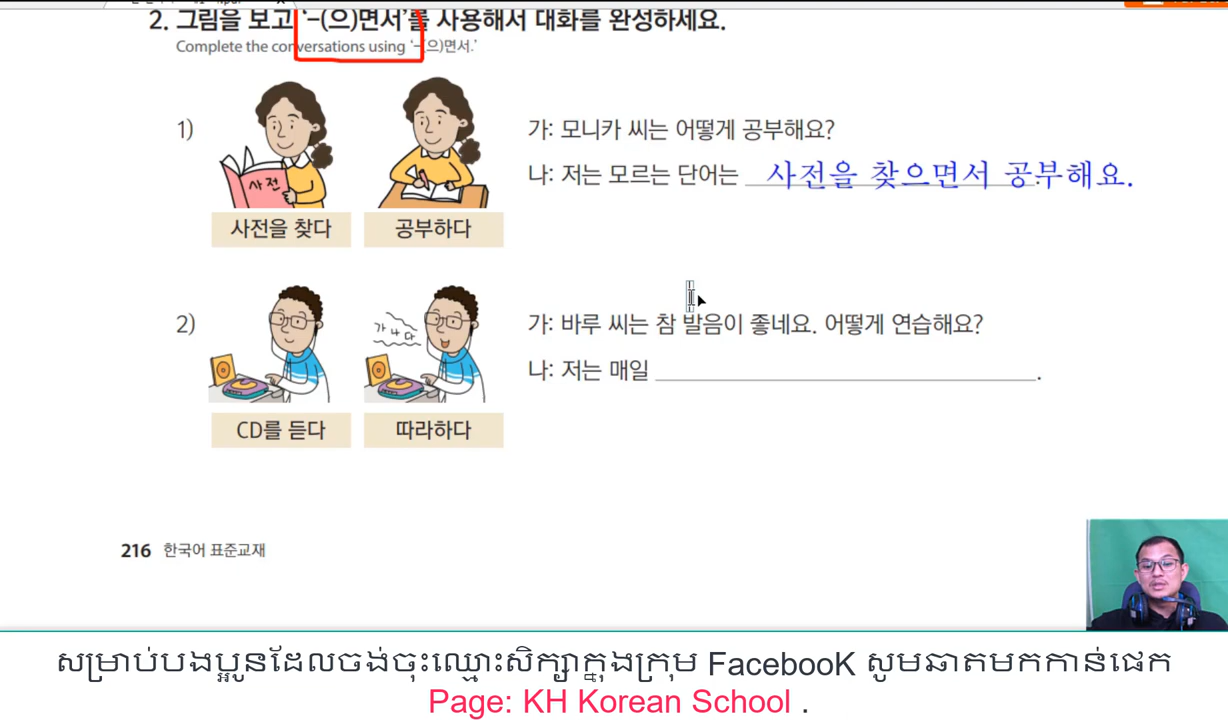 2. 그림을 보고 '-(으)면서'를 사용해서 대화를 완성하세요.
Complete the conversations using '-(으)면서.'
1)
사전
사전을 찾다
공부하다
가: 모니카 씨는 어떻게 공부해요?
나: 저는 모르는 단어는 사전을 찾으면서 공부해요.
2)
가 나 다
CD를 듣다
따라하다
가: 바루 씨는 참 발음이 좋네요. 어떻게 연습해요?
나: 저는 매일 .
216 한국어 표준교재
សម្រាប់បងប្អូនដែលចង់ចុះឈ្មោះសិក្សាក្នុងក្រុម FacebooK សូមឆាតមកកាន់ផេក
Page: KH Korean School .